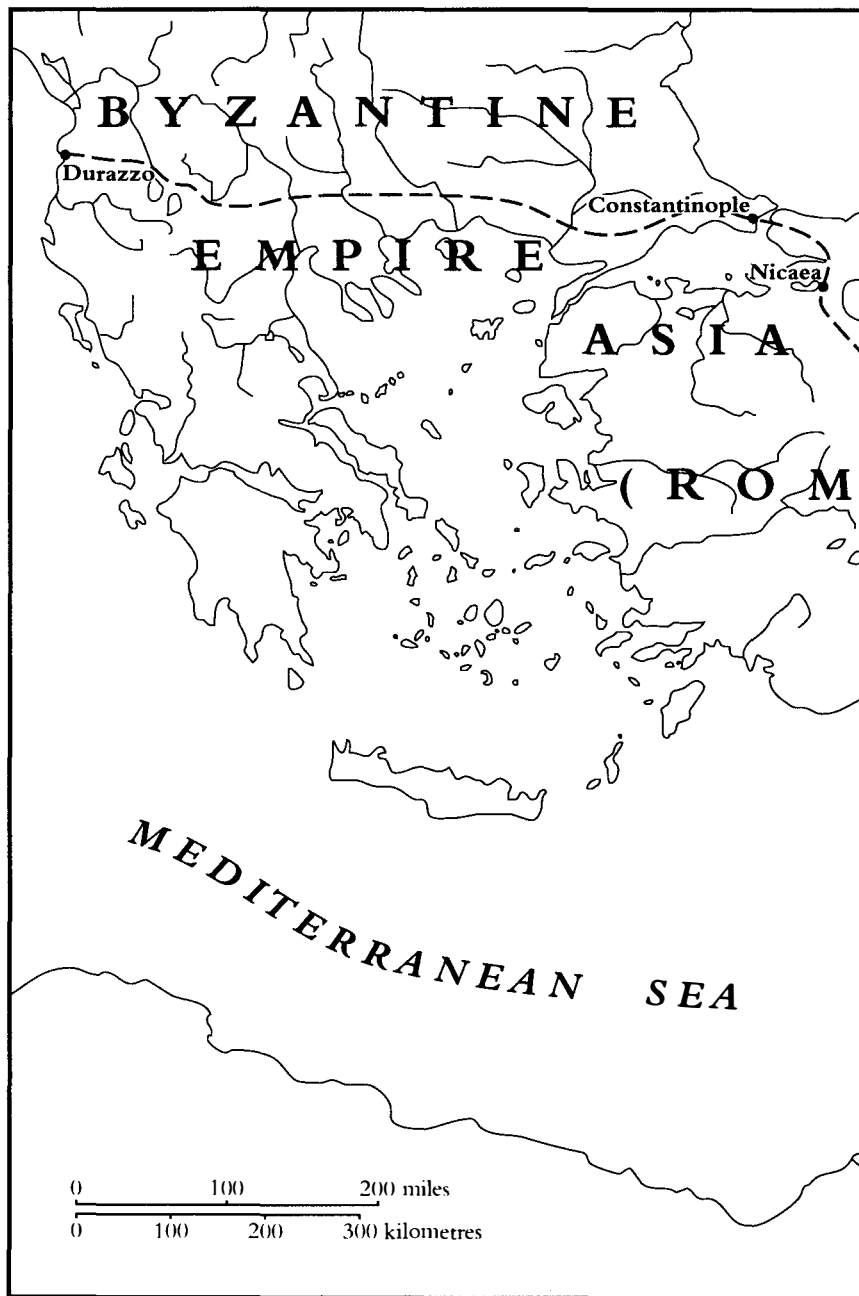 BYZANTINE
Durazzo
Constantinople
EMPIRE
Nicaea
ASIA
(ROM
MEDITERRANEAN SEA
0 100 200 miles
0 100 200 300 kilometres